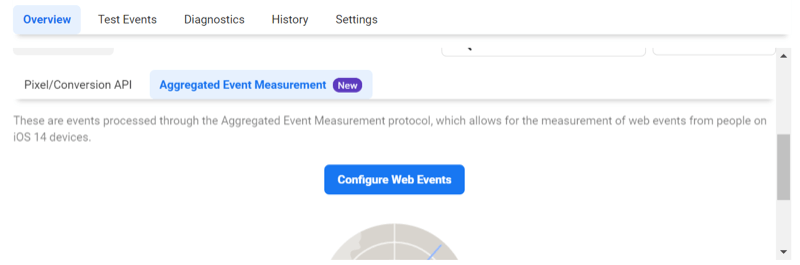 Overview Test Events Diagnostics History Settings
Pixel/Conversion API Aggregated Event Measurement New
These are events processed through the Aggregated Event Measurement protocol, which allows for the measurement of web events from people on
iOS 14 devices.
Configure Web Events